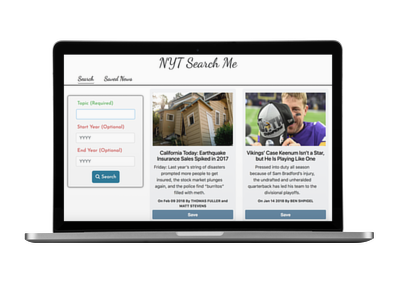 NYT Search Me
Search Saved News
Topic (Required)
Start Year (Optional)
YYYY
End Year (Optional)
YYYY
Search
California Today: Earthquake
Insurance Sales Spiked in 2017
Friday: Last year's string of disasters
prompted more people to get
insured, the stock market plunges
again, and the police find "burritos"
filled with meth.
On Feb 09 2018 By THOMAS FULLER and
MATT STEVENS
Save
Vikings' Case Keenum Isn't a Star,
but He Is Playing Like One
Pressed into duty all season
because of Sam Bradford's injury,
the undrafted and unheralded
quarterback has led his team to the
divisional playoffs.
On Jan 14 2018 By BEN SHPIGEL
Save